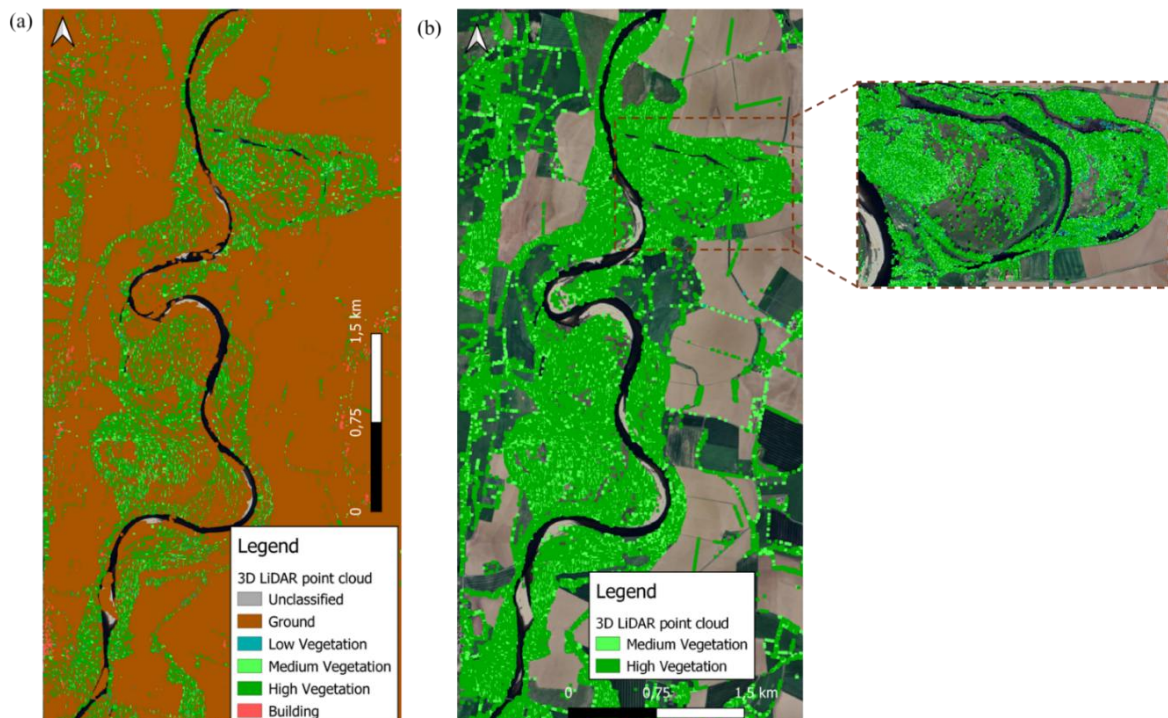 (a)
(b)
1,5 km
0,75
0
Legend
3D LiDAR point cloud
Unclassified
Ground
Low Vegetation
Medium Vegetation
High Vegetation
Building
Legend
3D LiDAR point cloud
Medium Vegetation
High Vegetation
0 0,75 1,5 km